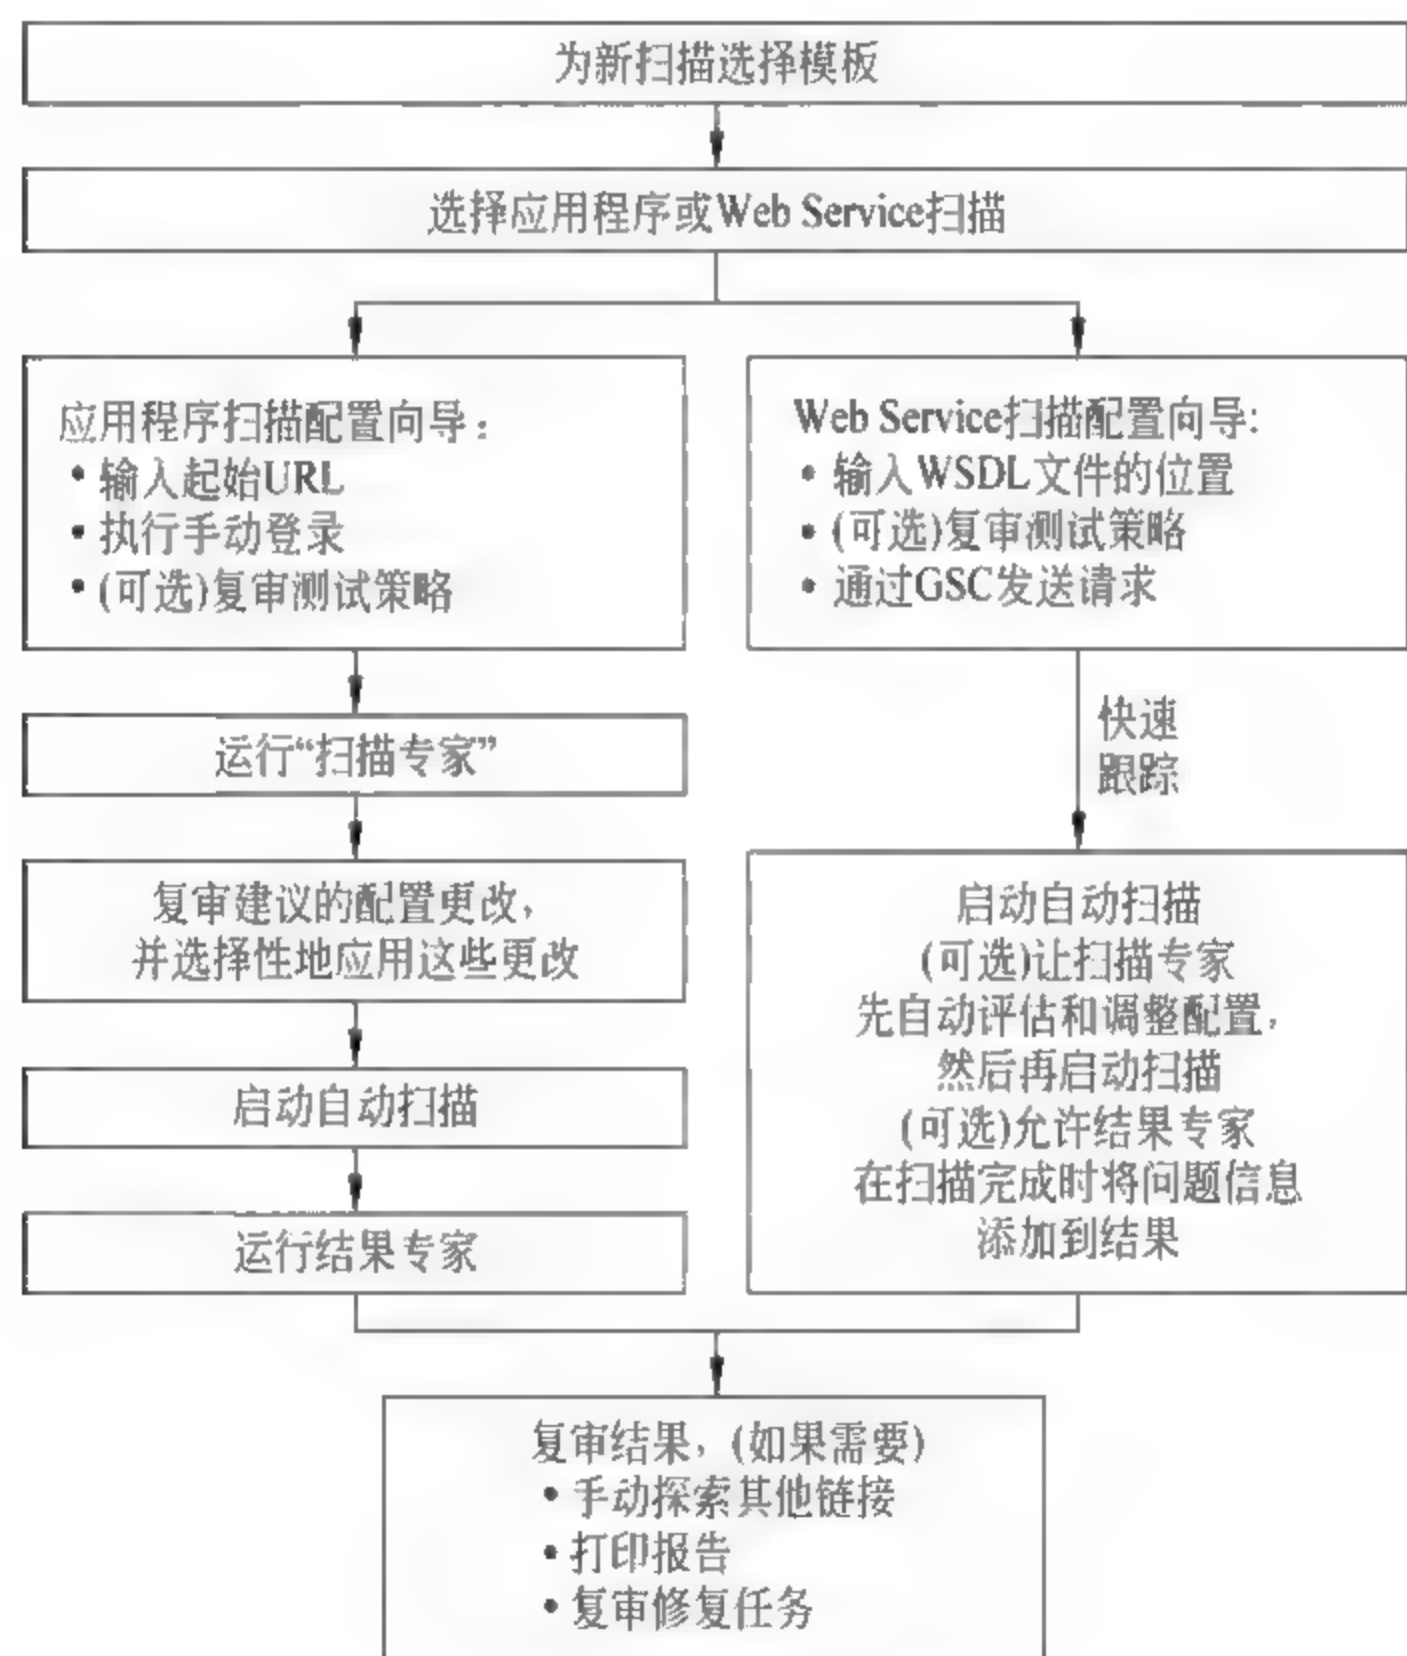 为新扫描选择模板
选择应用程序或Web Service扫描
应用程序扫描配置向导：
• 输入起始URL
• 执行手动登录
• (可选)复审测试策略
运行“扫描专家”
复审建议的配置更改，
并选择性地应用这些更改
启动自动扫描
运行结果专家
Web Service扫描配置向导:
• 输入WSDL文件的位置
• (可选)复审测试策略
• 通过GSC发送请求
快速
跟踪
启动自动扫描
(可选)让扫描专家
先自动评估和调整配置，
然后再启动扫描
(可选)允许结果专家
在扫描完成时将问题信息
添加到结果
复审结果，(如果需要)
• 手动探索其他链接
• 打印报告
• 复审修复任务